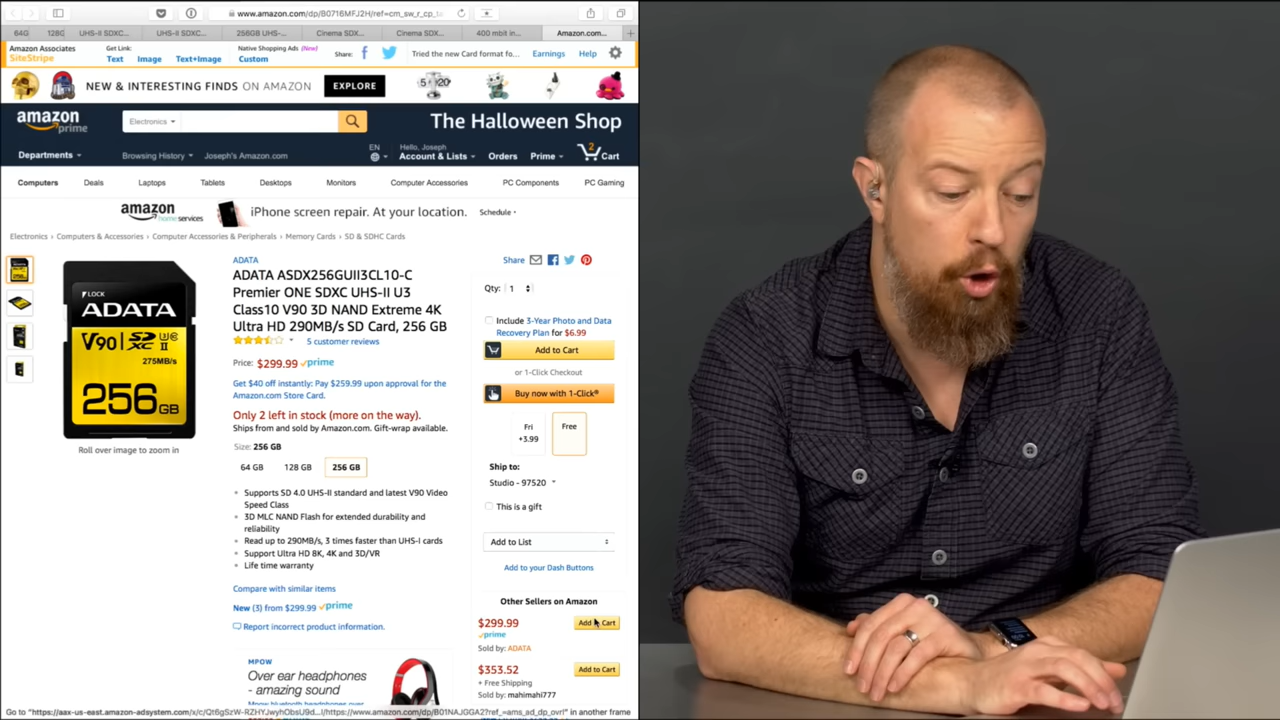 www.amazon.com/dp/B0716MFJ2H/ref=cm_sw_r_cp_ta
64G
128G
UHS-II SDXC...
UHS-II SDXC...
256GB UHS-...
Cinema SDX...
Cinema SDX...
400 mbit in...
Amazon.com...
Amazon Associates
SiteStripe
Get Link:
Text
Image
Text+Image
Native Shopping Ads (New)
Custom
Share:
Tried the new Card format fo...
Earnings
Help
NEW & INTERESTING FINDS ON AMAZON
EXPLORE
5
20
amazon
prime
Electronics
The Halloween Shop
Departments
Browsing History
Joseph's Amazon.com
EN
Hello, Joseph
Account & Lists
Orders
Prime
2
Cart
Computers
Deals
Laptops
Tablets
Desktops
Monitors
Computer Accessories
PC Components
PC Gaming
amazon
home services
iPhone screen repair. At your location.
Schedule
Electronics › Computers & Accessories › Computer Accessories & Peripherals › Memory Cards › SD & SDHC Cards
LOCK
ADATA
V90
SD
XC
II
275MB/s
256 GB
Roll over image to zoom in
ADATA
ADATA ASDX256GUII3CL10-C
Premier ONE SDXC UHS-II U3
Class10 V90 3D NAND Extreme 4K
Ultra HD 290MB/s SD Card, 256 GB
5 customer reviews
Price: $299.99 prime
Get $40 off instantly: Pay $259.99 upon approval for the
Amazon.com Store Card.
Only 2 left in stock (more on the way).
Ships from and sold by Amazon.com. Gift-wrap available.
Size: 256 GB
64 GB
128 GB
256 GB
Supports SD 4.0 UHS-II standard and latest V90 Video
Speed Class
3D MLC NAND Flash for extended durability and
reliability
Read up to 290MB/s, 3 times faster than UHS-I cards
Support Ultra HD 8K, 4K and 3D/VR
Life time warranty
Compare with similar items
New (3) from $299.99 prime
Report incorrect product information.
MPOW
Over ear headphones
- amazing sound
Share
Qty: 1
Include 3-Year Photo and Data
Recovery Plan for $6.99
Add to Cart
or 1-Click Checkout
Buy now with 1-Click®
Fri
+3.99
Free
Ship to:
Studio - 97520
This is a gift
Add to List
Add to your Dash Buttons
Other Sellers on Amazon
$299.99
prime
Add to Cart
Sold by: ADATA
$353.52
+ Free Shipping
Add to Cart
Sold by: mahimahi777